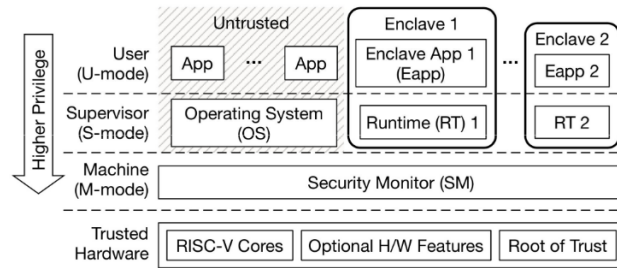 Untrusted
Enclave 1
Enclave 2
Higher Privilege
User
(U-mode)
App
...
App
Enclave App 1
(Eapp)
...
Eapp 2
Supervisor
(S-mode)
Operating System
(OS)
Runtime (RT) 1
RT 2
Machine
(M-mode)
Security Monitor (SM)
Trusted
Hardware
RISC-V Cores
Optional H/W Features
Root of Trust